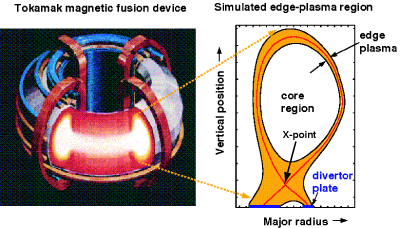 Tokamak magnetic fusion device
Simulated edge-plasma region
edge
plasma
core
region
X-point
divertor
plate
Vertical position
Major radius